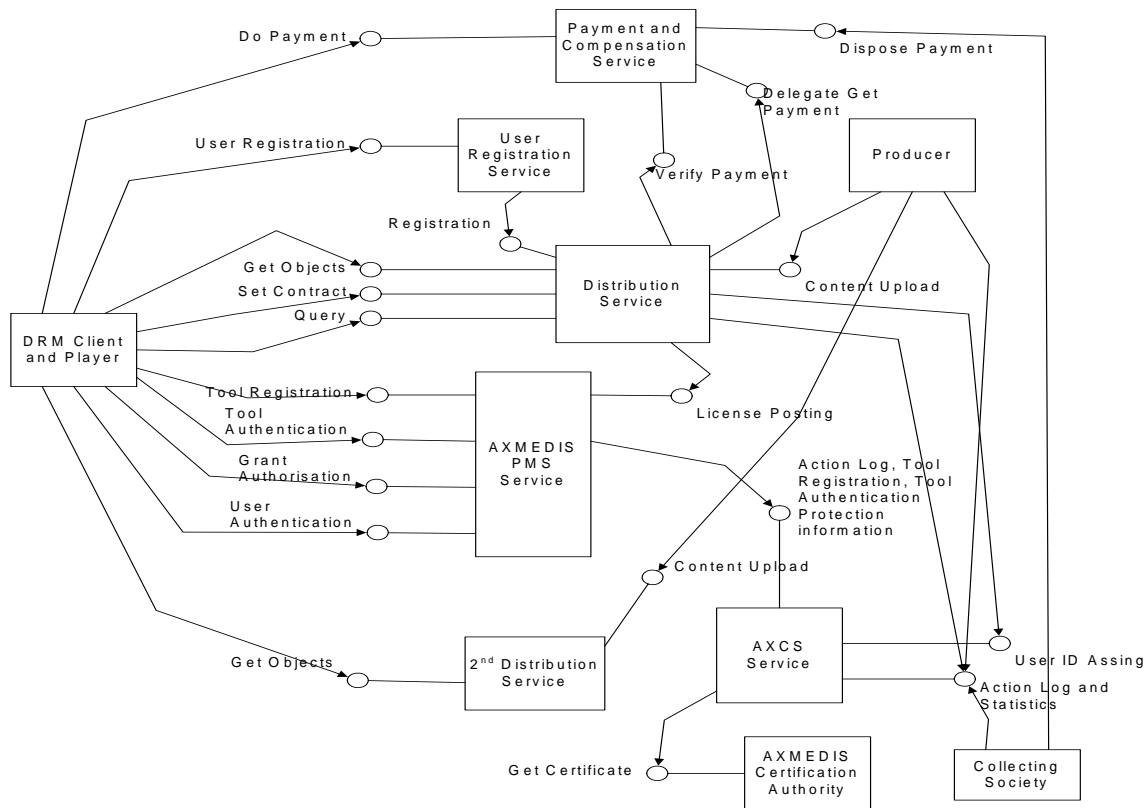 Do Payment
Payment and
Compensation
Service
Dispose Payment
Delegate Get
Payment
User Registration
User
Registration
Service
Verify Payment
Producer
Registration
Get Objects
Set Contract
Query
Distribution
Service
Content Upload
DRM Client
and Player
Tool Registration
Tool
Authentication
Grant
Authorisation
User
Authentication
AXMEDIS
PMS
Service
License Posting
Action Log, Tool
Registration, Tool
Authentication
Protection
information
Content Upload
Get Objects
2nd Distribution
Service
AXCS
Service
User ID Assing
Action Log and
Statistics
Get Certificate
AXMEDIS
Certification
Authority
Collecting
Society